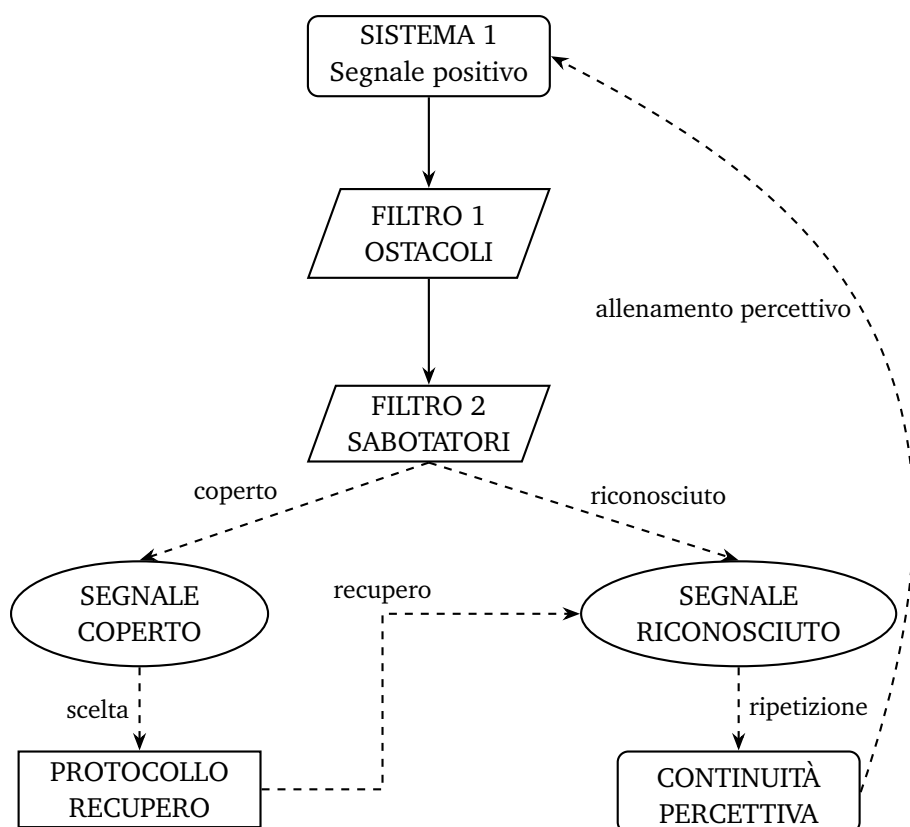 SISTEMA 1
Segnale positivo
FILTRO 1
OSTACOLI
allenamento percettivo
FILTRO 2
SABOTATORI
coperto
riconosciuto
SEGNALE
COPERTO
recupero
SEGNALE
RICONOSCIUTO
scelta
ripetizione
PROTOCOLLO
RECUPERO
CONTINUITÀ
PERCETTIVA